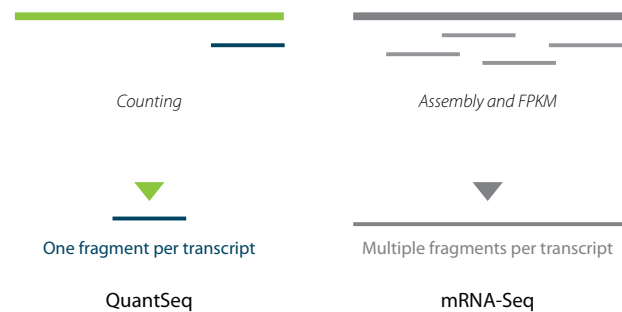 Counting
Assembly and FPKM
One fragment per transcript
Multiple fragments per transcript
QuantSeq
mRNA-Seq